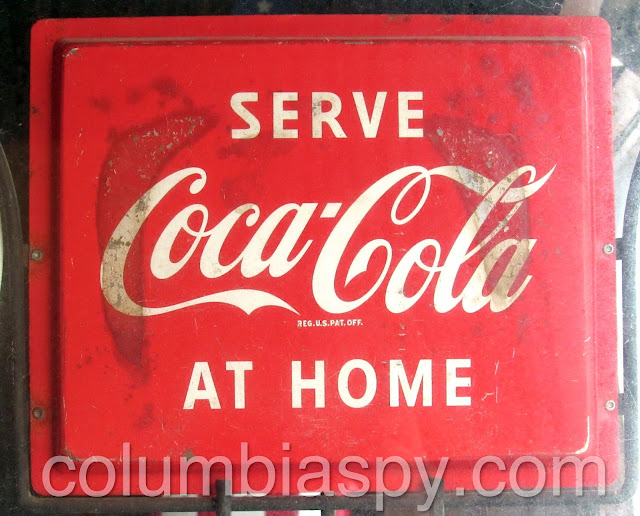 SERVE
Coca-Cola
REG.U.S.PAT.OFF.
AT HOME
columbiaspy.com